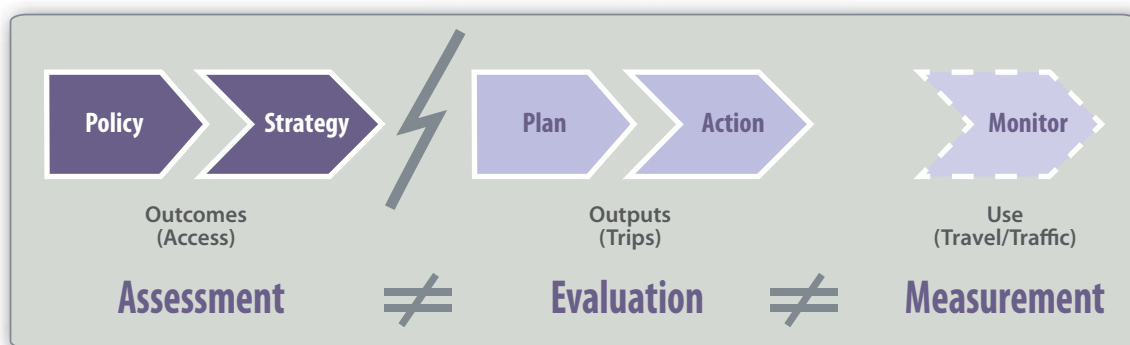 Policy Strategy Plan Action Monitor
Outcomes
(Access)
Outputs
(Trips)
Use
(Travel/Traffic)
Assessment ≠ Evaluation ≠ Measurement